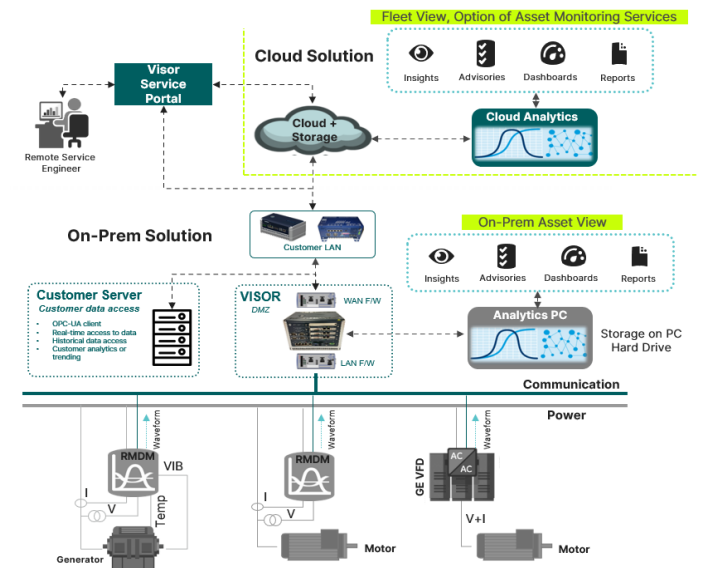 Fleet View, Option of Asset Monitoring Services
Cloud Solution
Insights
Advisories
Dashboards
Reports
Visor
Service
Portal
Cloud +
Storage
Cloud Analytics
Remote Service
Engineer
On-Prem Solution
Customer LAN
On-Prem Asset View
Insights
Advisories
Dashboards
Reports
Customer Server
Customer data access
• OPC-UA client
• Real-time access to data
• Historical data access
• Customer analytics or
trending
VISOR
DMZ
WAN F/W
LAN F/W
Analytics PC
Storage on PC
Hard Drive
Communication
Power
Waveform
RMDM
VIB
I
V
Temp
Generator
Waveform
RMDM
I
V
Motor
Waveform
GE VFD
AC
AC
V+I
Motor